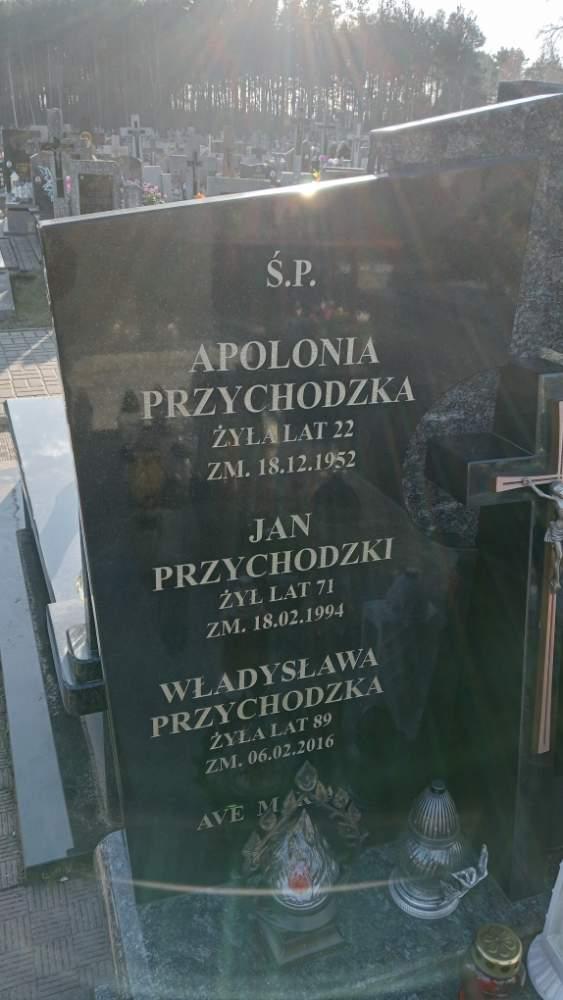 Ś.P.
APOLONIA
PRZYCHODZKA
ŻYŁA LAT 22
ZM. 18.12.1952
JAN
PRZYCHODZKI
ŻYŁ LAT 71
ZM. 18.02.1994
WŁADYSŁAWA
PRZYCHODZKA
ŻYŁA LAT 89
ZM. 06.02.2016
AVE